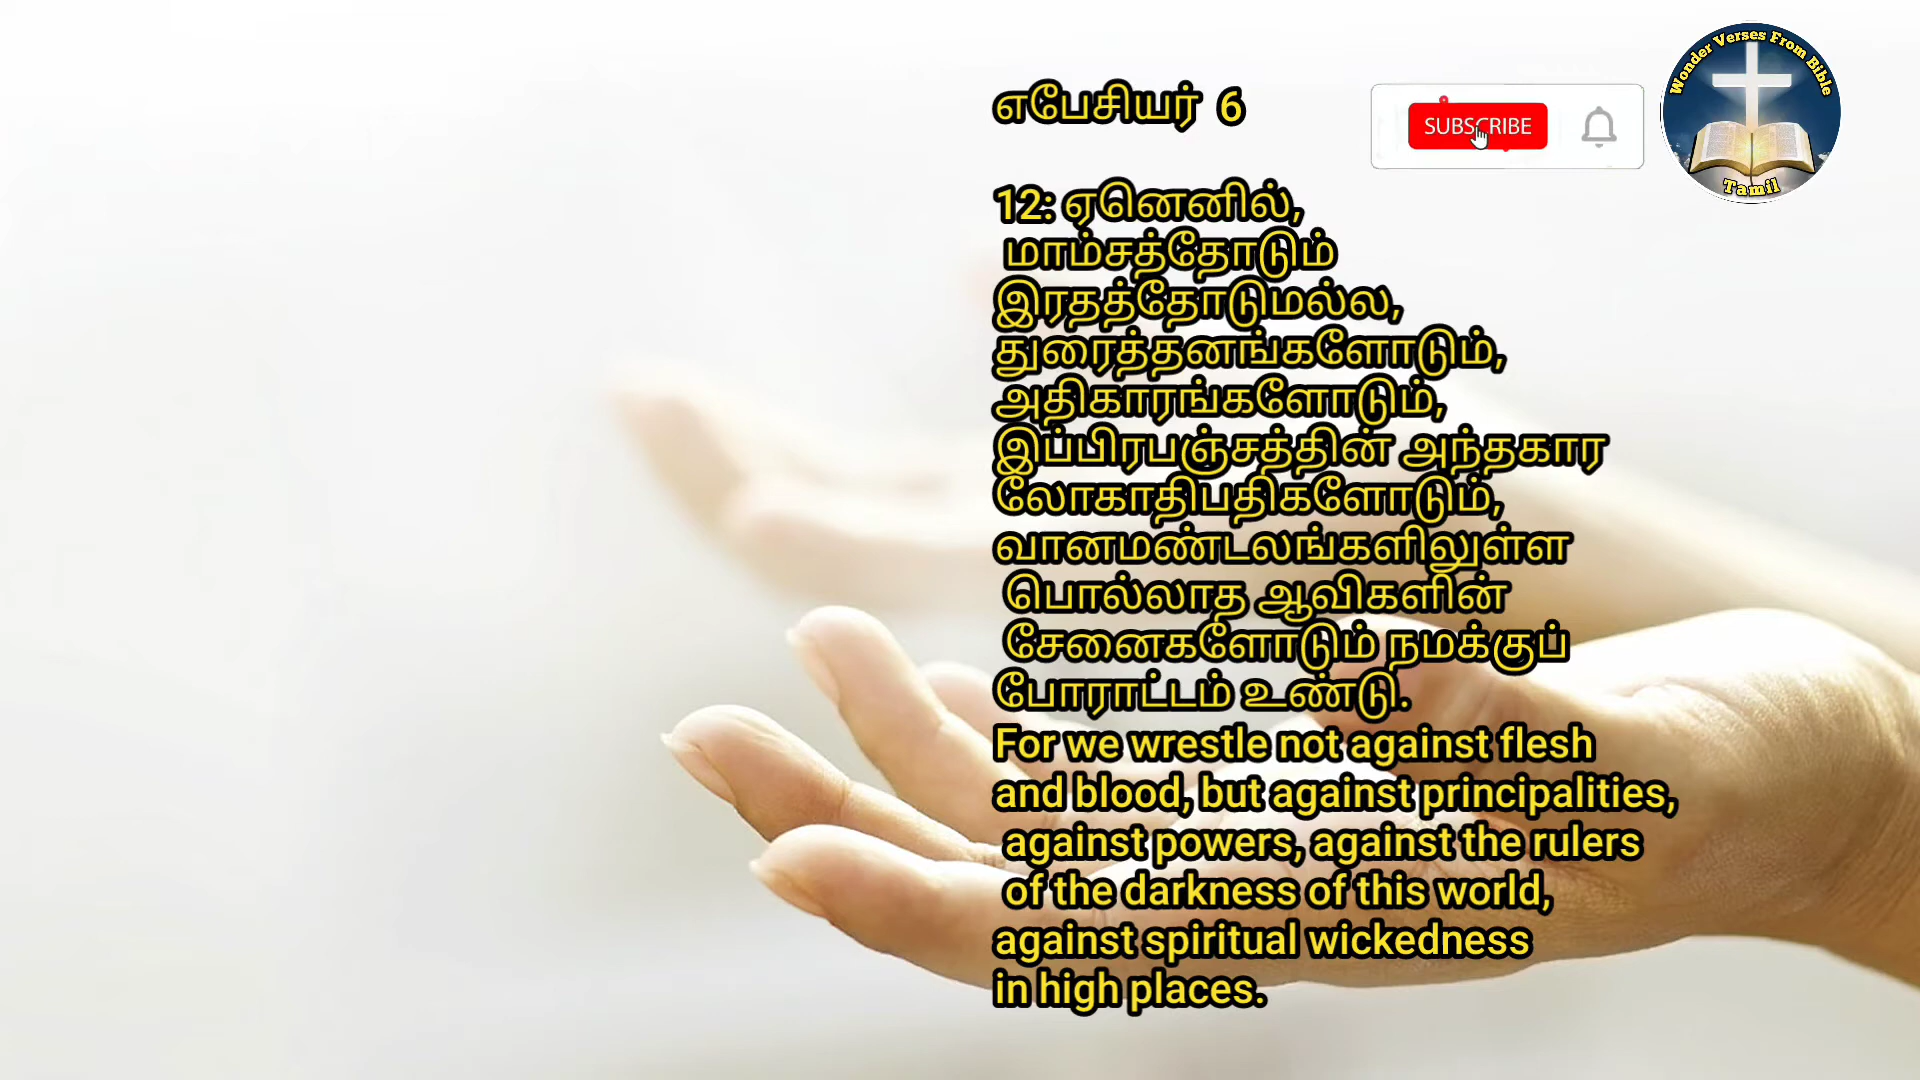 எபேசியர் 6
SUBSCRIBE
Wonder Verses From Bible
Tamil
12: ஏனெனில்,
மாம்சத்தோடும்
இரதத்தோடுமல்ல,
துரைத்தனங்களோடும்,
அதிகாரங்களோடும்,
இப்பிரபஞ்சத்தின் அந்தகார
லோகாதிபதிகளோடும்,
வானமண்டலங்களிலுள்ள
பொல்லாத ஆவிகளின்
சேனைகளோடும் நமக்குப்
போராட்டம் உண்டு.
For we wrestle not against flesh
and blood, but against principalities,
against powers, against the rulers
of the darkness of this world,
against spiritual wickedness
in high places.